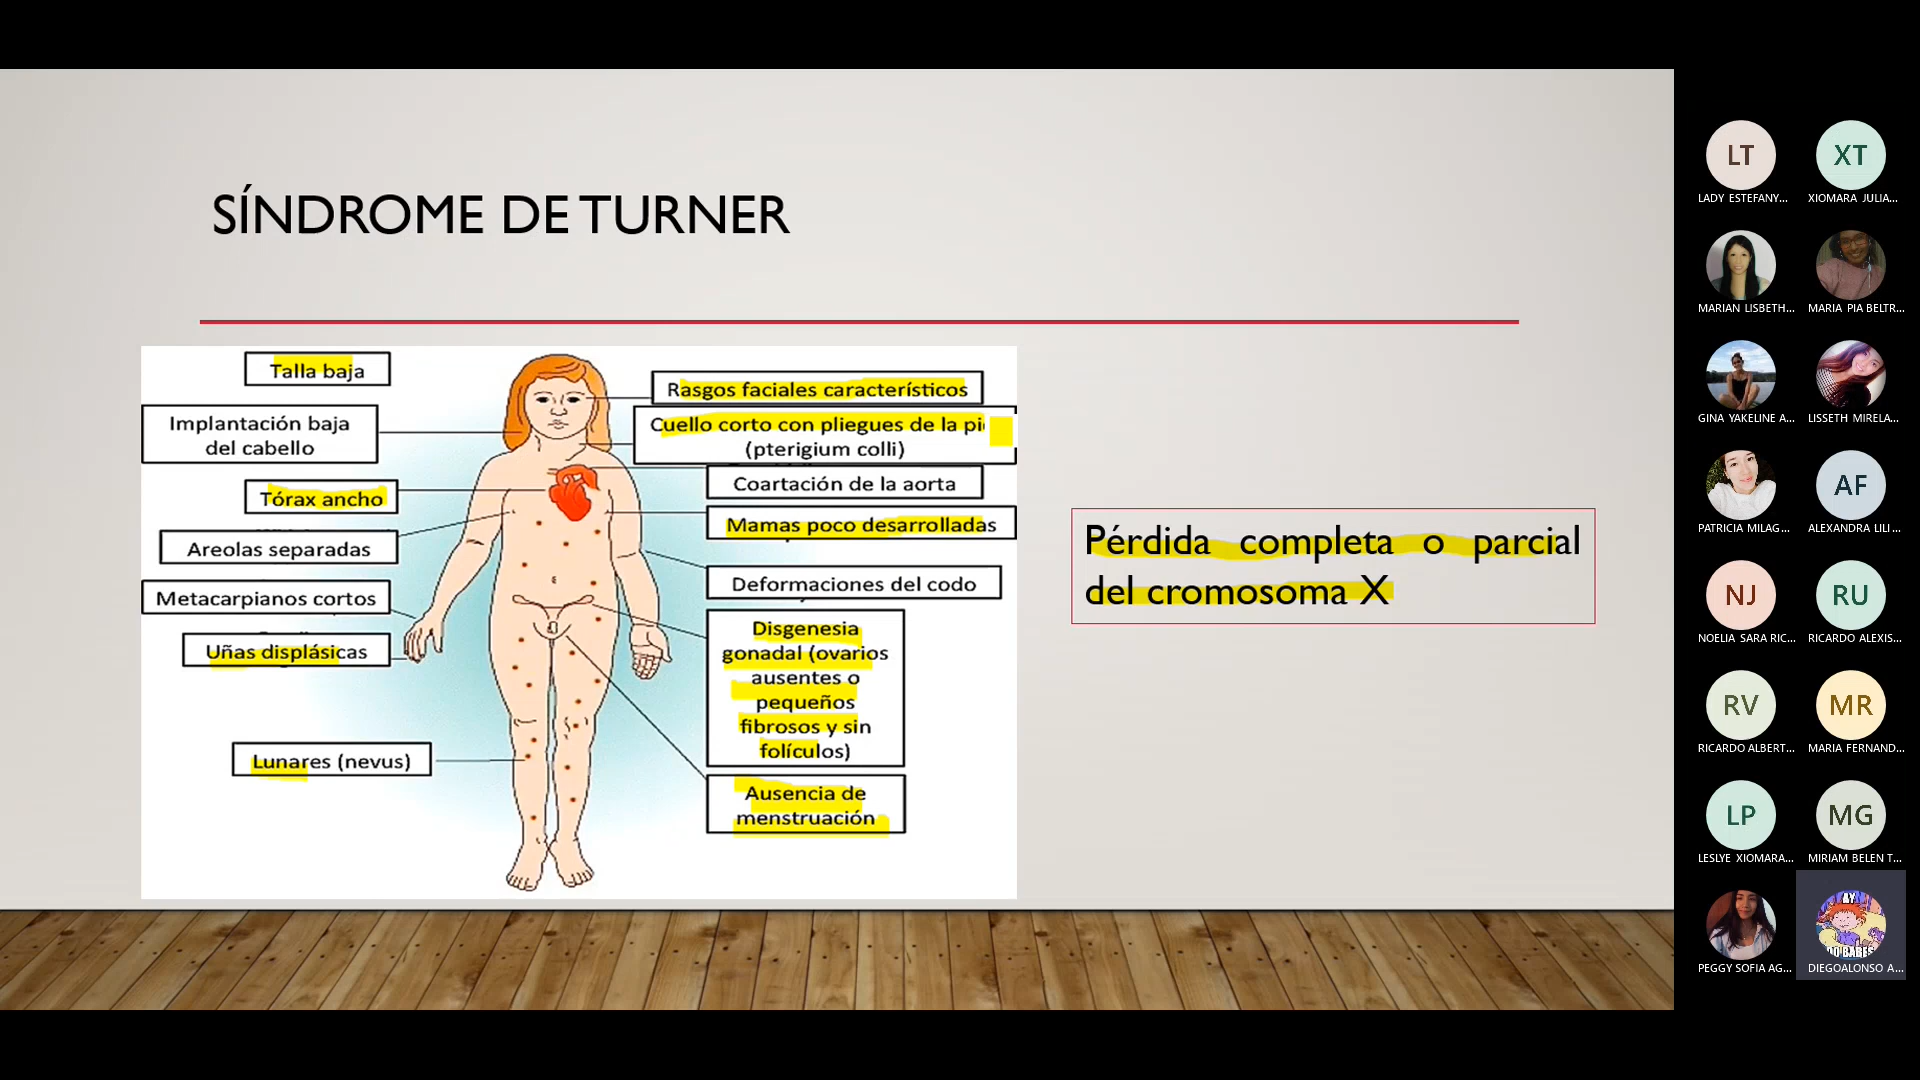 SÍNDROME DE TURNER
Talla baja
Implantación baja
del cabello
Tórax ancho
Areolas separadas
Metacarpianos cortos
Uñas displásicas
Lunares (nevus)
Rasgos faciales característicos
Cuello corto con pliegues de la
(pterigium colli)
Coartación de la aorta
Mamas poco desarrolladas
Deformaciones del codo
Disgenesia
gonadal (ovarios
ausentes o
pequeños
fibrosos y sin
folículos)
Ausencia de
menstruación
Pérdida completa o parcial
del cromosoma X
LT
LADY ESTEFANY...
XT
XIOMARA JULIA...
MARIAN LISBETH...
MARIA PIA BELTR...
GINA YAKELINE A...
LISSETH MIRELA...
PATRICIA MILAG...
AF
ALEXANDRA LILI...
NJ
NOELIA SARA RIC...
RU
RICARDO ALEXIS...
RV
RICARDO ALBERT...
MR
MARIA FERNAND...
LP
LESLYE XIOMARA...
MG
MIRIAM BELEN T...
PEGGY SOFIA AG...
AY
DIEGOALONSO A...